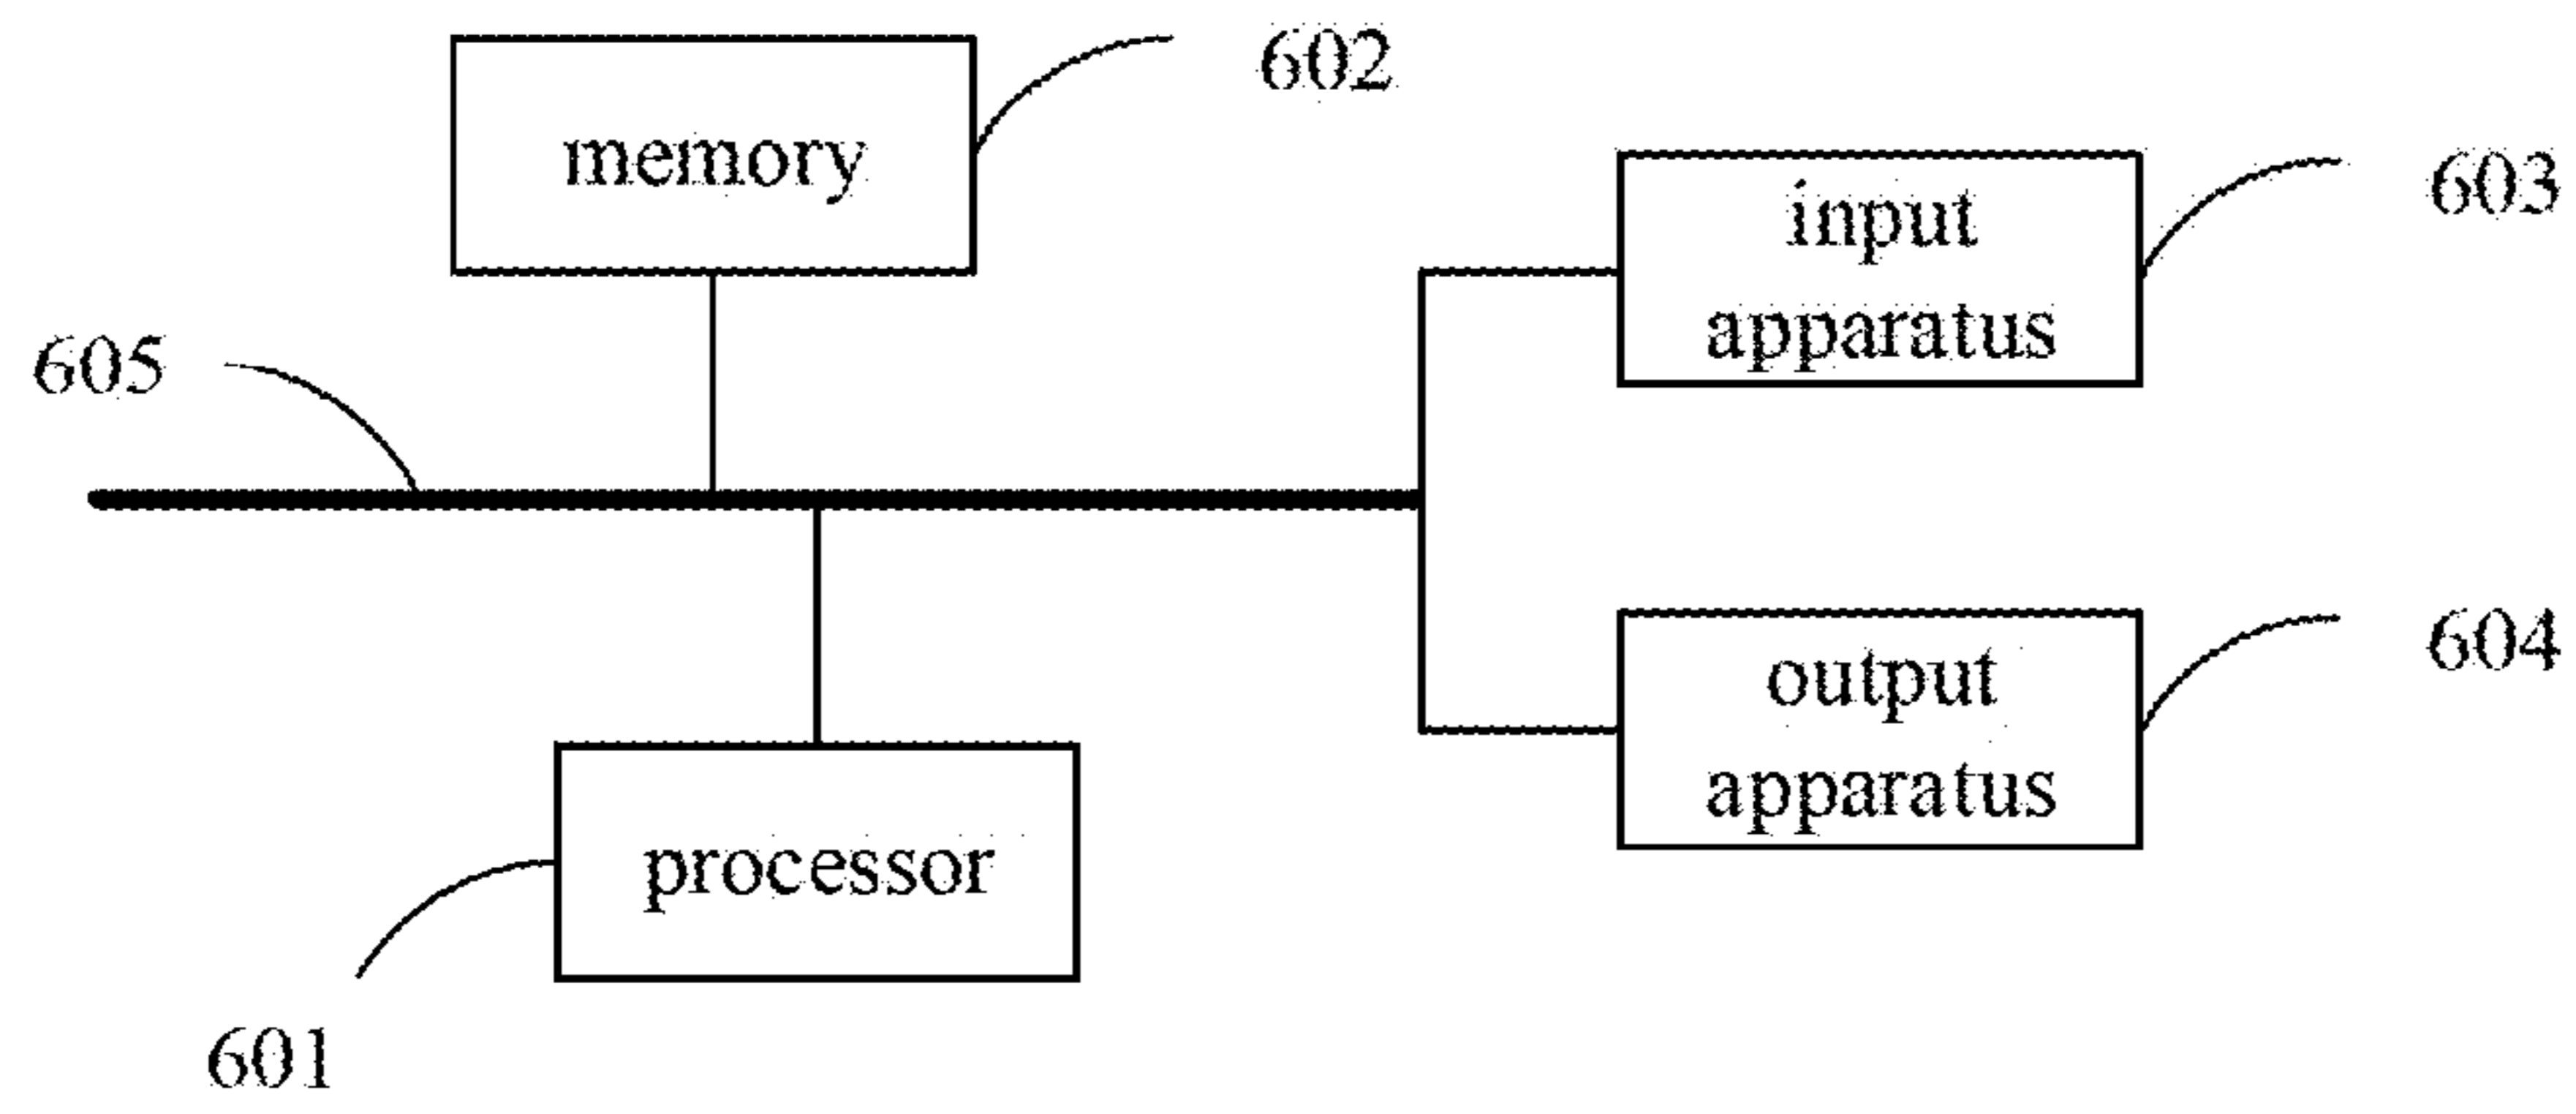 602
memory
603
input
apparatus
605
604
output
apparatus
processor
601